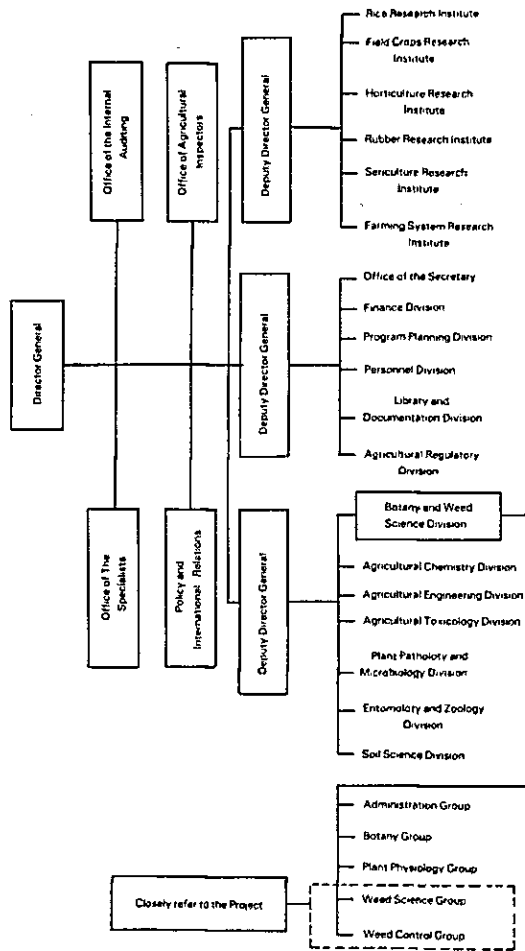 Director General
Office of the Internal
Auditing
Office of Agricultural
Inspectors
Office of The
Specialists
Policy and
International Relations
Deputy Director General
Rice Research Institute
Field Crops Research
Institute
Horticulture Research
Institute
Rubber Research Institute
Sericulture Research
Institute
Farming System Research
Institute
Deputy Director General
Office of the Secretary
Finance Division
Program Planning Division
Personnel Division
Library and
Documentation Division
Agricultural Regulatory
Division
Deputy Director General
Botany and Weed
Science Division
Agricultural Chemistry Division
Agricultural Engineering Division
Agricultural Toxicology Division
Plant Patholoty and
Microbiology Division
Entomolaty and Zoology
Division
Soil Science Division
Administration Group
Botany Group
Plant Physiology Group
Closely refer to the Project
Weed Science Group
Weed Control Group